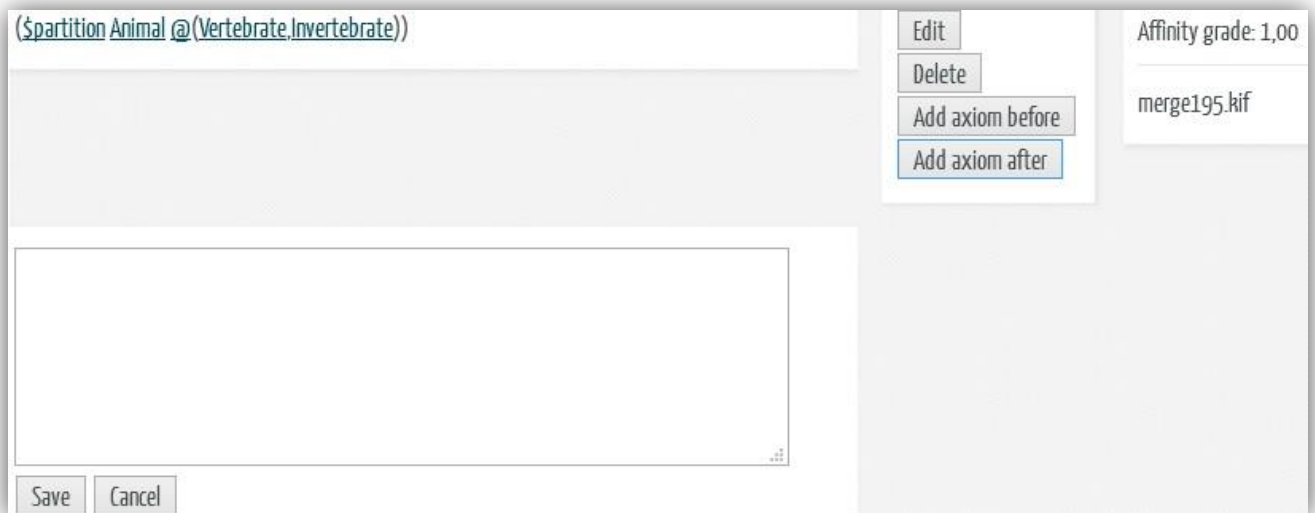 ($partition Animal @(Vertebrate,Invertebrate))
Edit
Delete
Add axiom before
Add axiom after
Affinity grade: 1,00
merge195.kif
Save Cancel